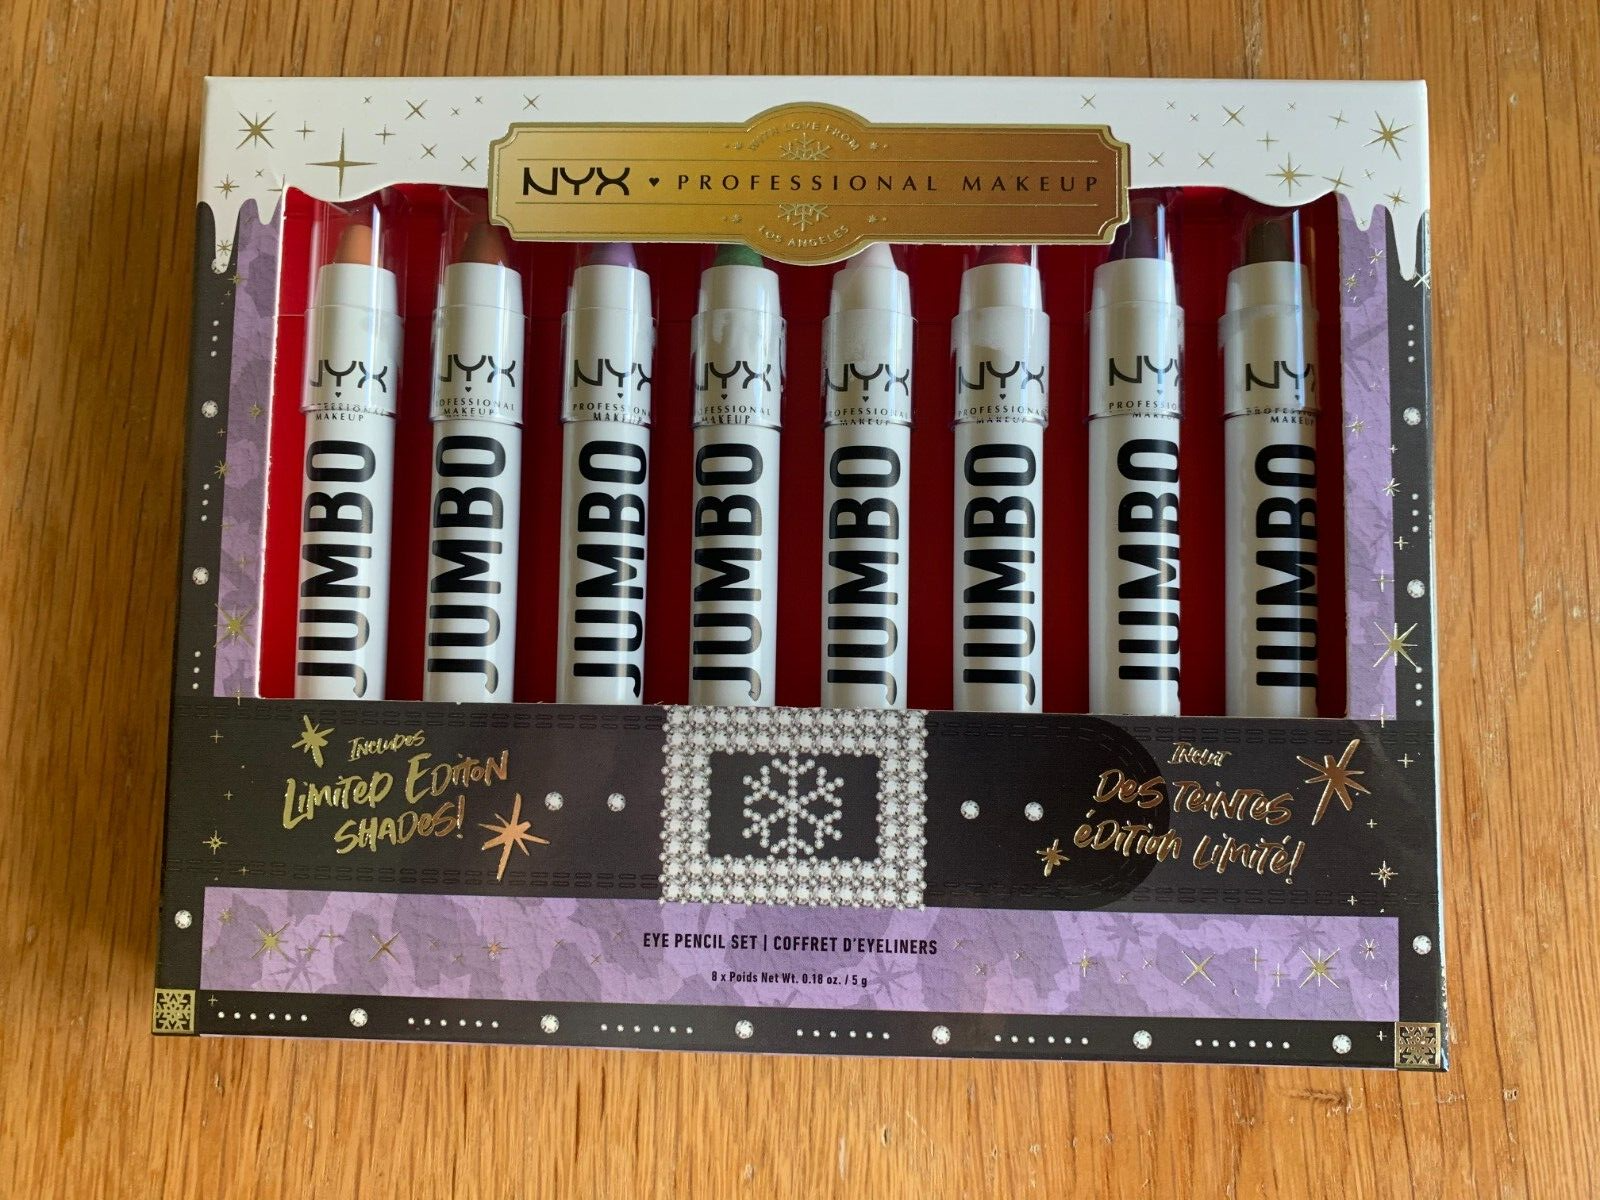 WITH LOVE FROM
NYX ♥ PROFESSIONAL MAKEUP
LOS ANGELES
NYX
PROFESSIONAL
MAKEUP
JUMBO
NYX
PROFESSIONAL
MAKEUP
JUMBO
NYX
PROFESSIONAL
MAKEUP
JUMBO
NYX
PROFESSIONAL
MAKEUP
JUMBO
NYX
PROFESSIONAL
MAKEUP
JUMBO
NYX
PROFESSIONAL
MAKEUP
JUMBO
NYX
PROFESSIONAL
MAKEUP
JUMBO
NYX
PROFESSIONAL
MAKEUP
JUMBO
INCLUDES
LIMITED EDITON
SHADES!
INCLUT
DES TEINTES
ÉDITION LIMITÉ!
EYE PENCIL SET | COFFRET D'EYELINERS
8 x Poids Net Wt. 0.18 oz. / 5 g